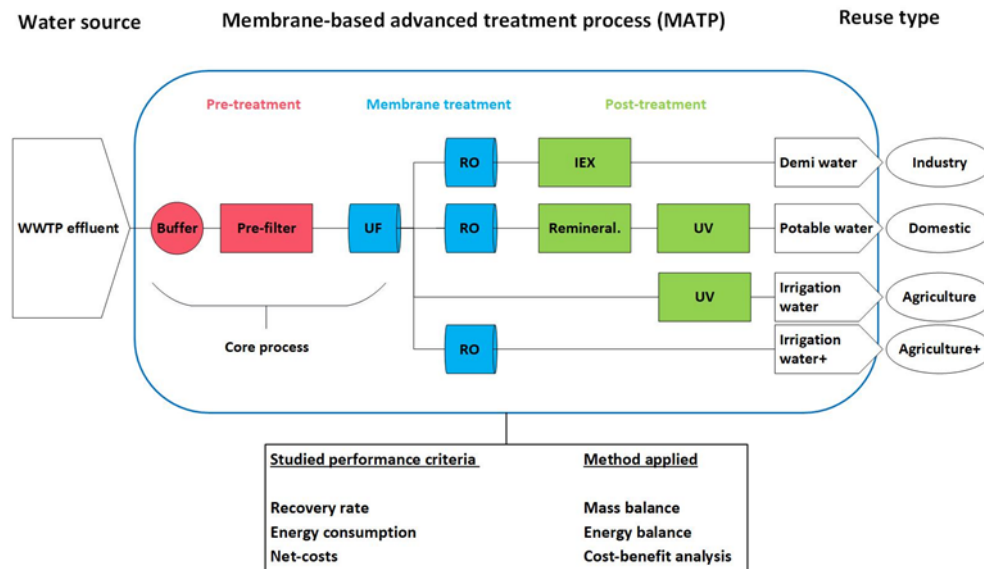 Water source
Membrane-based advanced treatment process (MATP)
Reuse type
Pre-treatment
Membrane treatment
Post-treatment
RO
IEX
Demi water
Industry
WWTP effluent
Buffer
Pre-filter
UF
RO
Remineral.
UV
Potable water
Domestic
UV
Irrigation
water
Agriculture
Core process
RO
Irrigation
water+
Agriculture+
Studied performance criteria
Method applied
Recovery rate
Mass balance
Energy consumption
Energy balance
Net-costs
Cost-benefit analysis